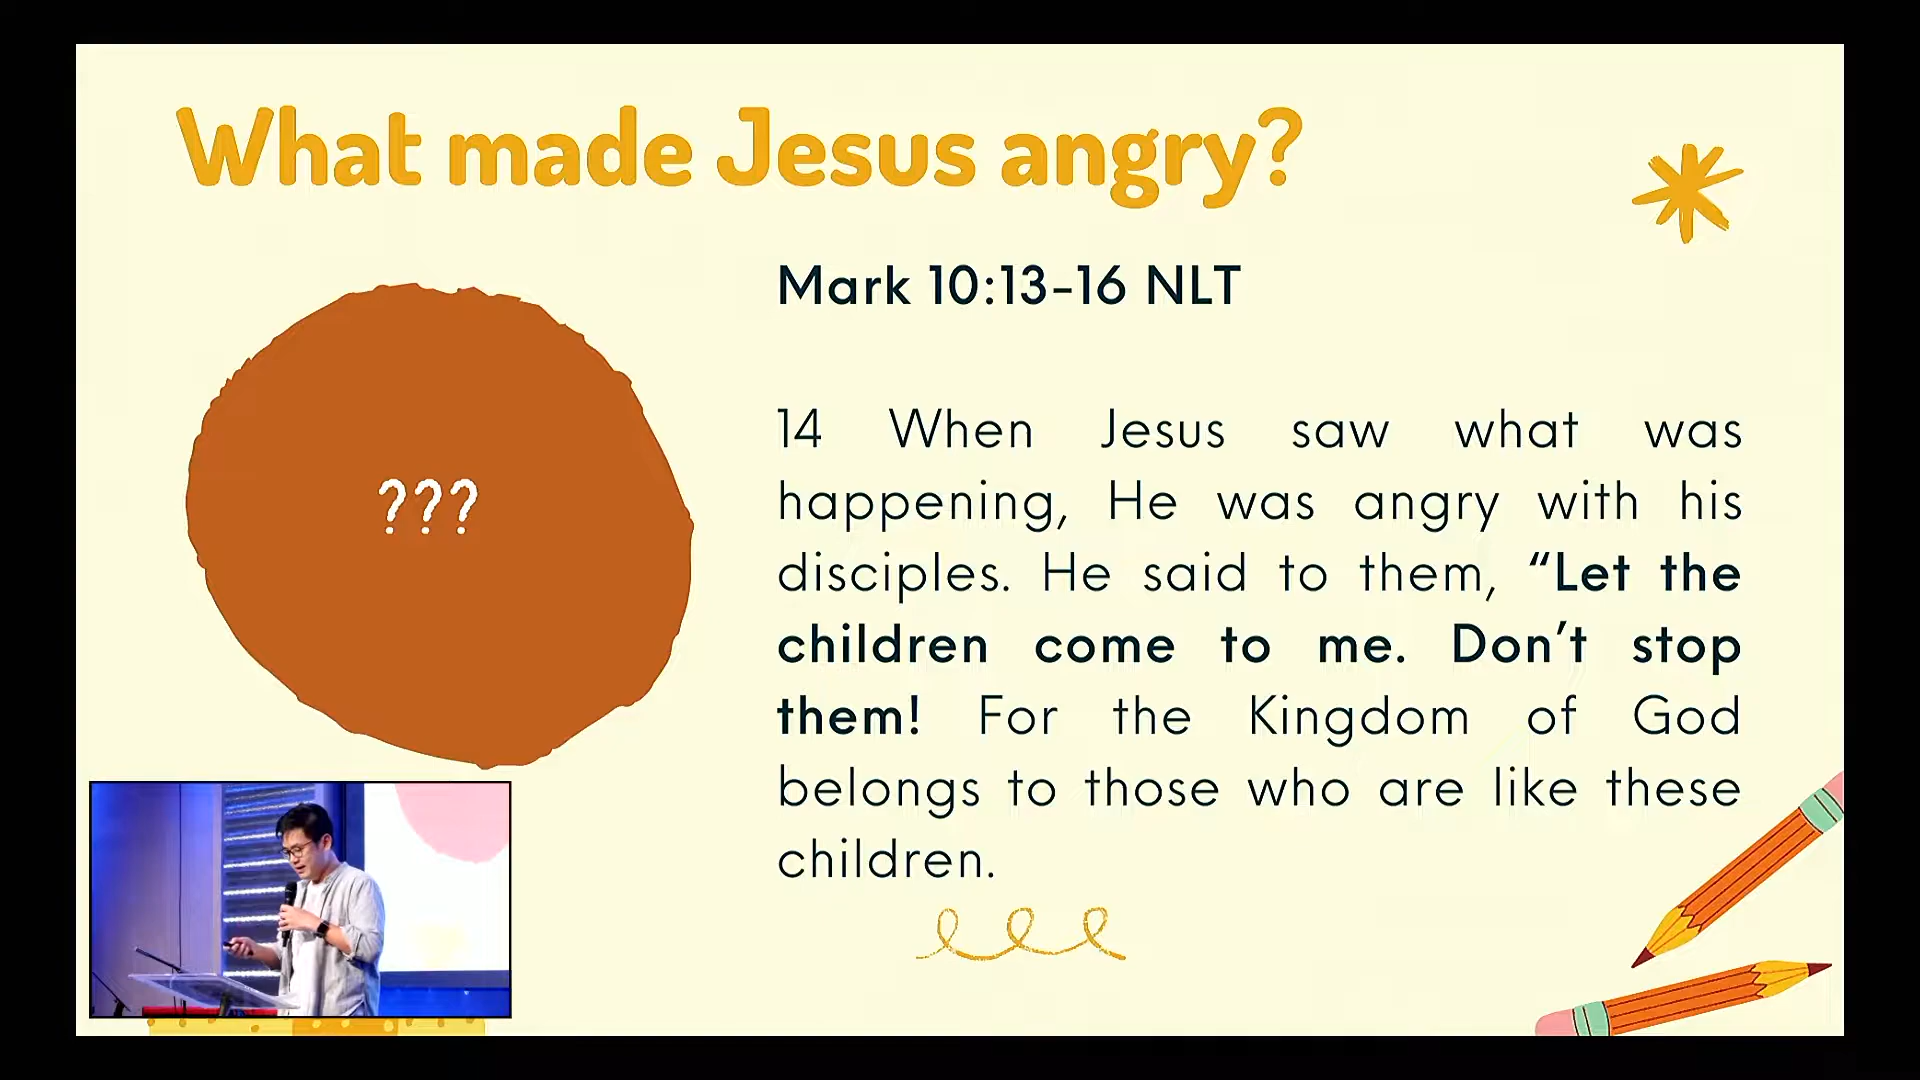 What made Jesus angry?
Mark 10:13-16 NLT
???
14 When Jesus saw what was
happening, He was angry with his
disciples. He said to them, “Let the
children come to me. Don’t stop
them! For the Kingdom of God
belongs to those who are like these
children.